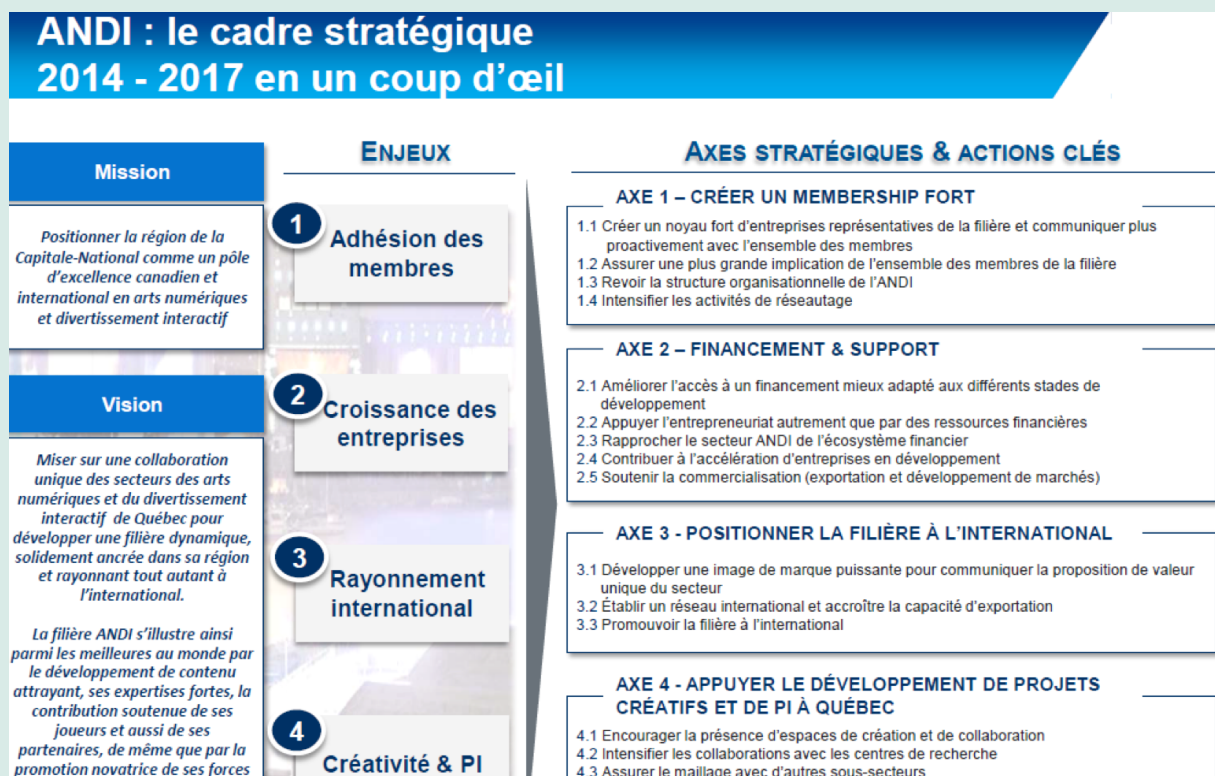 ANDI : le cadre stratégique
2014 - 2017 en un coup d'œil
Mission
Positionner la région de la
Capitale-National comme un pôle
d'excellence canadien et
international en arts numériques
et divertissement interactif
Vision
Miser sur une collaboration
unique des secteurs des arts
numériques et du divertissement
interactif de Québec pour
développer une filière dynamique,
solidement ancrée dans sa région
et rayonnant tout autant à
l'international.
La filière ANDI s'illustre ainsi
parmi les meilleures au monde par
le développement de contenu
attrayant, ses expertises fortes, la
contribution soutenue de ses
joueurs et aussi de ses
partenaires, de même que par la
promotion novatrice de ses forces
ENJEUX
1
Adhésion des
membres
2
Croissance des
entreprises
3
Rayonnement
international
4
Créativité & PI
AXES STRATÉGIQUES & ACTIONS CLÉS
AXE 1 – CRÉER UN MEMBERSHIP FORT
1.1 Créer un noyau fort d'entreprises représentatives de la filière et communiquer plus
proactivement avec l'ensemble des membres
1.2 Assurer une plus grande implication de l'ensemble des membres de la filière
1.3 Revoir la structure organisationnelle de l'ANDI
1.4 Intensifier les activités de réseautage
AXE 2 – FINANCEMENT & SUPPORT
2.1 Améliorer l'accès à un financement mieux adapté aux différents stades de
développement
2.2 Appuyer l'entrepreneuriat autrement que par des ressources financières
2.3 Rapprocher le secteur ANDI de l'écosystème financier
2.4 Contribuer à l'accélération d'entreprises en développement
2.5 Soutenir la commercialisation (exportation et développement de marchés)
AXE 3 - POSITIONNER LA FILIÈRE À L'INTERNATIONAL
3.1 Développer une image de marque puissante pour communiquer la proposition de valeur
unique du secteur
3.2 Établir un réseau international et accroître la capacité d'exportation
3.3 Promouvoir la filière à l'international
AXE 4 - APPUYER LE DÉVELOPPEMENT DE PROJETS
CRÉATIFS ET DE PI À QUÉBEC
4.1 Encourager la présence d'espaces de création et de collaboration
4.2 Intensifier les collaborations avec les centres de recherche
4.3 Assurer le maillage avec d'autres sous-secteurs